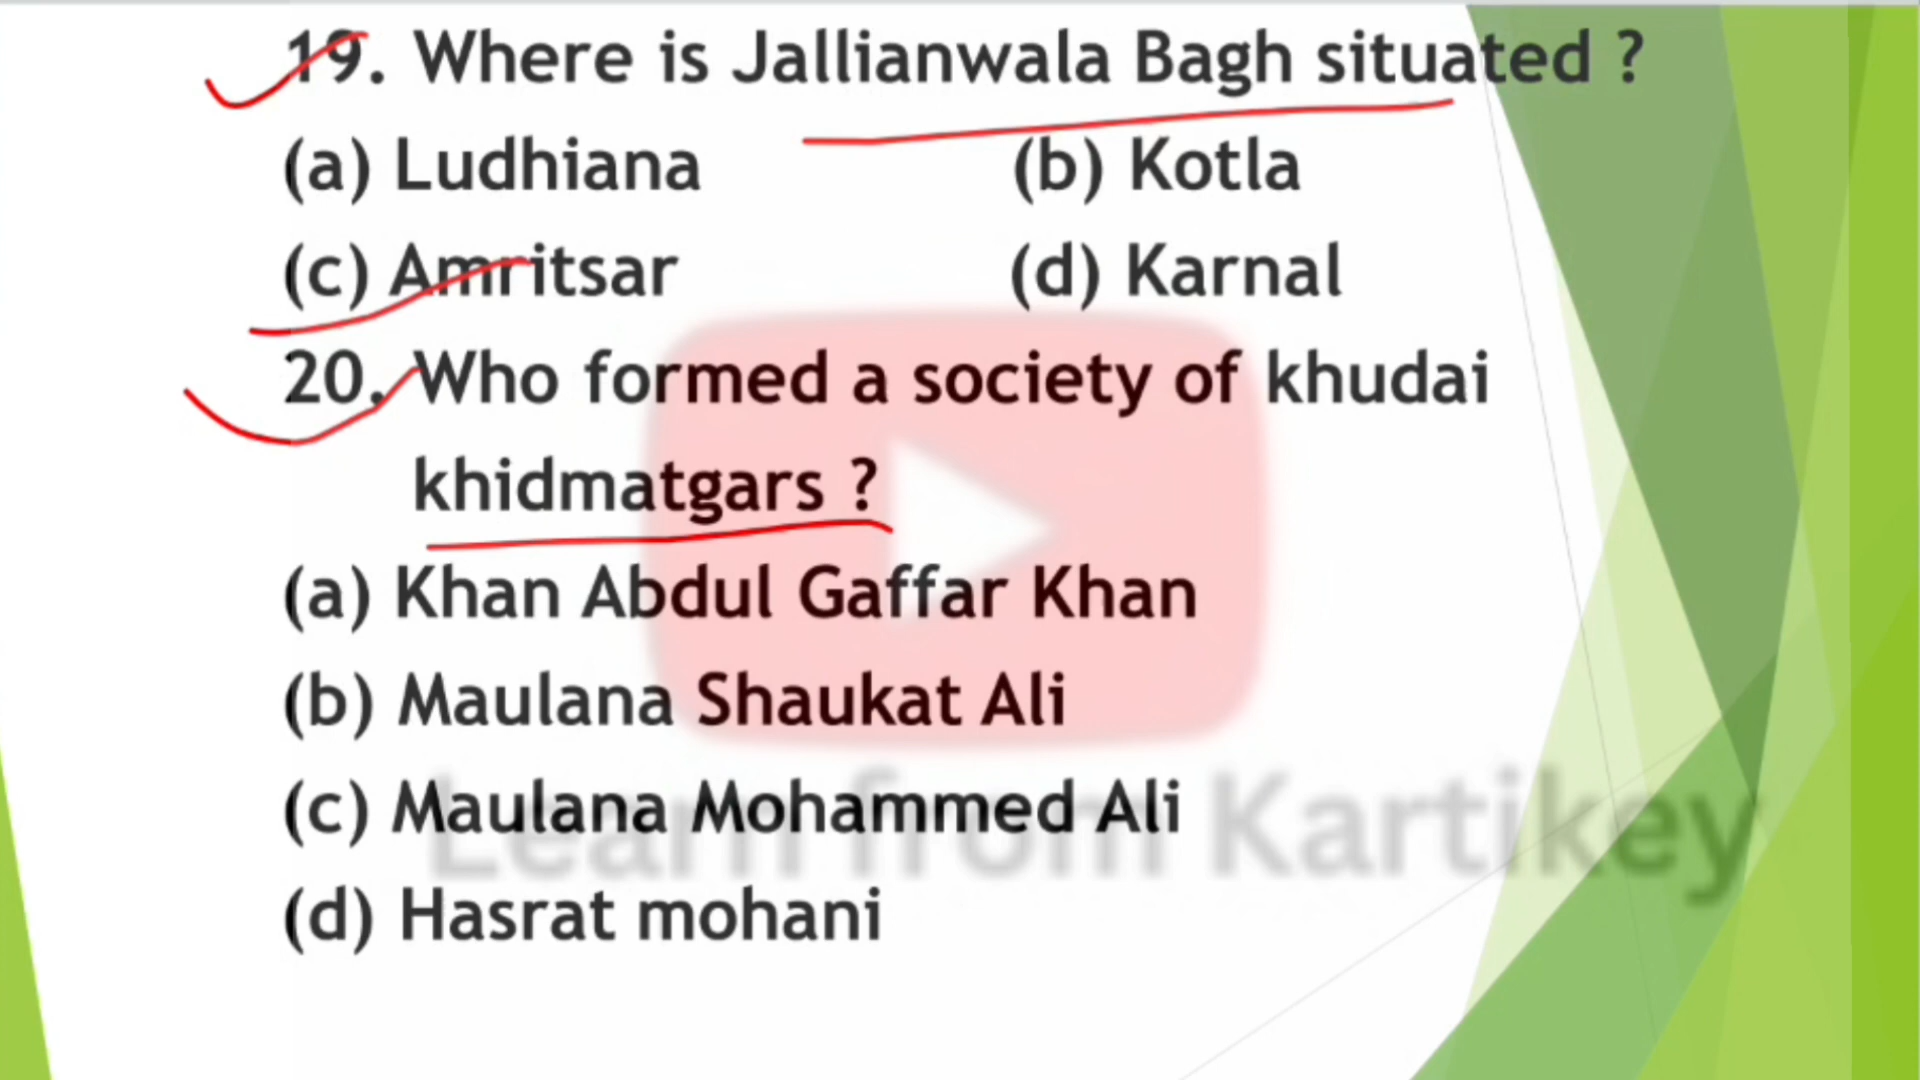 19. Where is Jallianwala Bagh situated ?
(a) Ludhiana (b) Kotla
(c) Amritsar (d) Karnal
20. Who formed a society of khudai
khidmatgars ?
(a) Khan Abdul Gaffar Khan
(b) Maulana Shaukat Ali
(c) Maulana Mohammed Ali
Learn from Kartikey
(d) Hasrat mohani